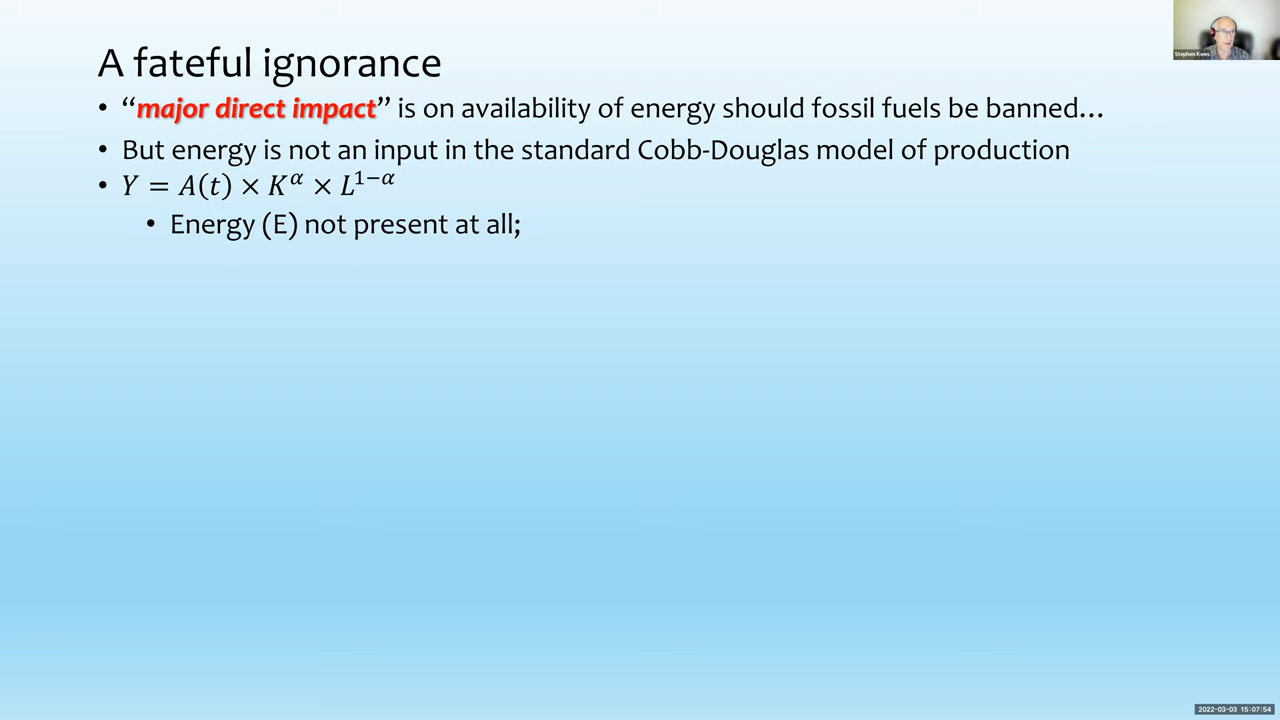 A fateful ignorance
• “major direct impact” is on availability of energy should fossil fuels be banned…
• But energy is not an input in the standard Cobb-Douglas model of production
• 𝑌 = 𝐴(𝑡) × 𝐾^𝛼 × 𝐿^{1−𝛼}
• Energy (E) not present at all;
Stephen Keen
2022-03-03 15:07:54